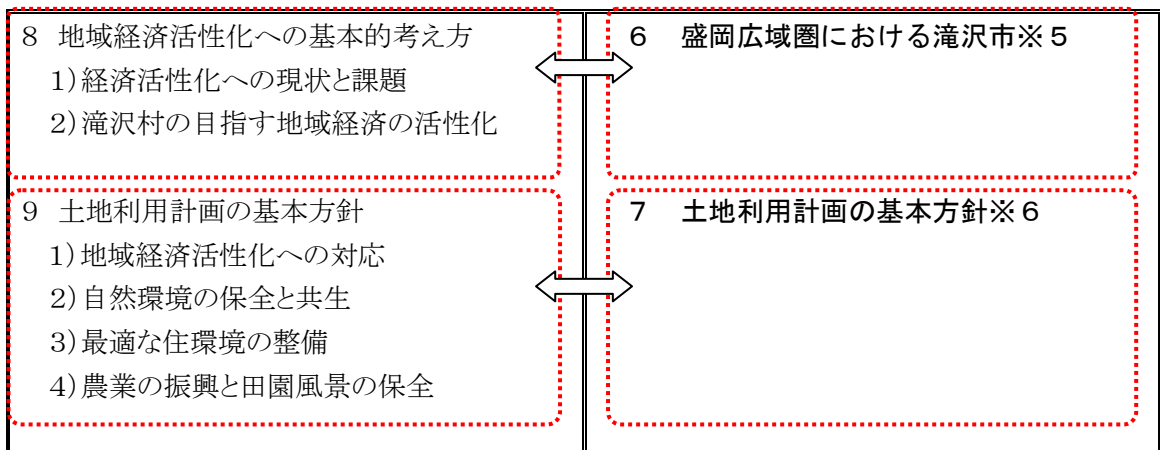 8 地域経済活性化への基本的考え方
1)経済活性化への現状と課題
2)滝沢村の目指す地域経済の活性化
6 盛岡広域圏における滝沢市※5
9 土地利用計画の基本方針
1)地域経済活性化への対応
2)自然環境の保全と共生
3)最適な住環境の整備
4)農業の振興と田園風景の保全
7 土地利用計画の基本方針※6